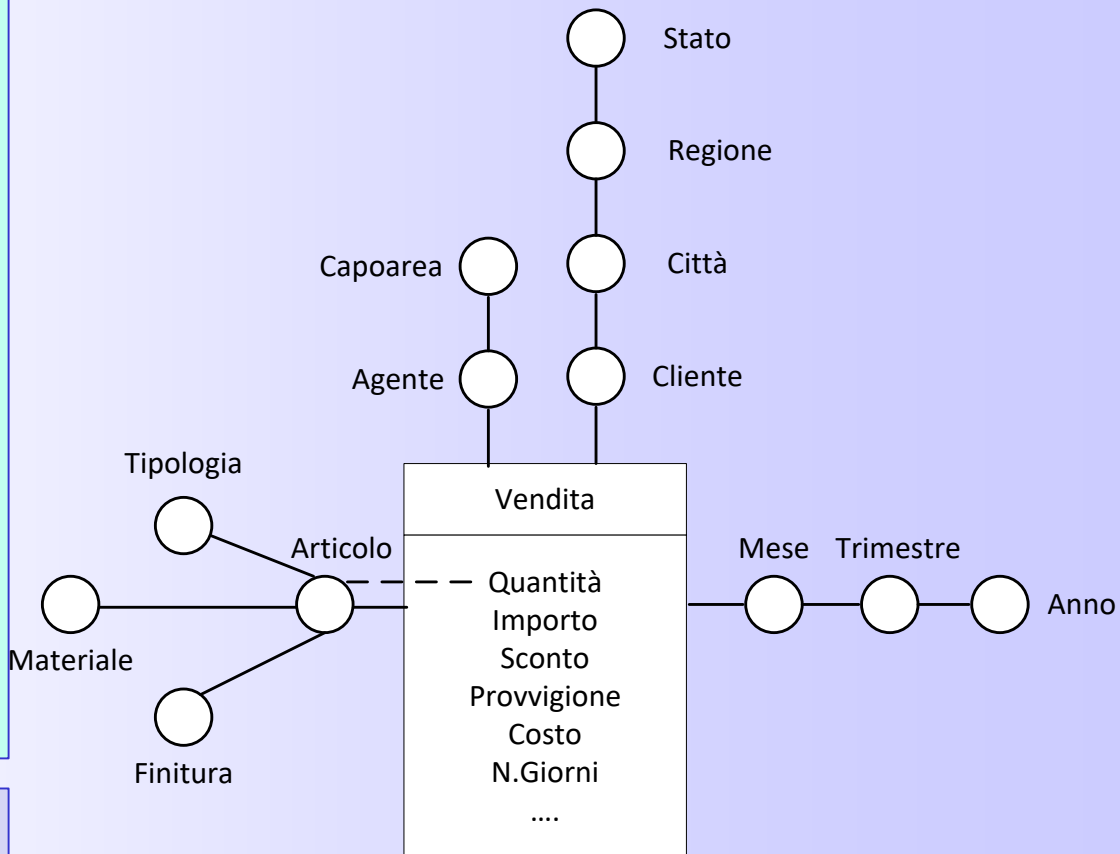 Stato
Regione
Capoarea
Città
Agente
Cliente
Tipologia
Vendita
Articolo
Mese
Trimestre
Quantità
Anno
Importo
Sconto
Materiale
Provvigione
Costo
Finitura
N.Giorni
....